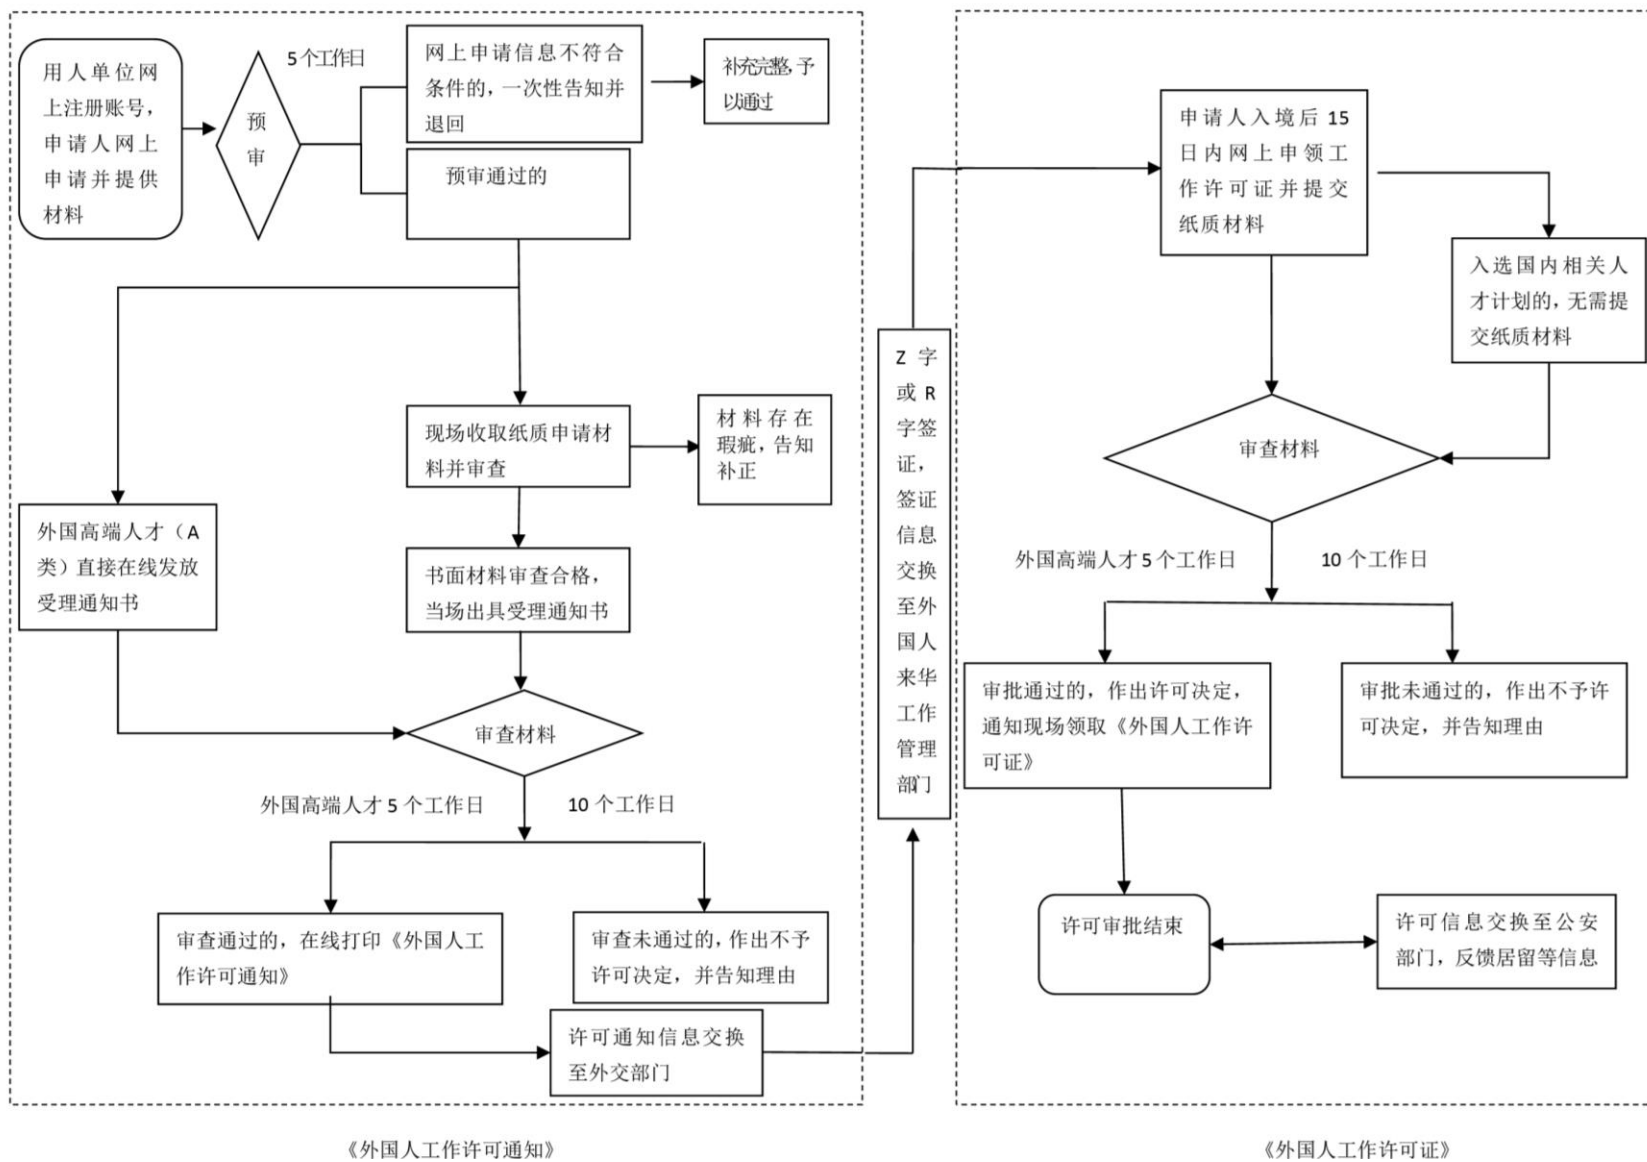 用人单位网
上注册账号，
申请人网上
申请并提供
材料
预
审
5个工作日
网上申请信息不符合
条件的，一次性告知并
退回
补充完整，予
以通过
预审通过的
现场收取纸质申请材
料并审查
材料存在
瑕疵，告知
补正
外国高端人才（A
类）直接在线发放
受理通知书
书面材料审查合格，
当场出具受理通知书
审查材料
外国高端人才5个工作日
10个工作日
审查通过的，在线打印《外国人工
作许可通知》
审查未通过的，作出不予
许可决定，并告知理由
许可通知信息交换
至外交部门
《外国人工作许可通知》
Z 字
或 R
字签
证，
签证
信息
交换
至外
国人
来华
工作
管理
部门
申请人入境后 15
日内网上申领工
作许可证并提交
纸质材料
入选国内相关人
才计划的，无需提
交纸质材料
审查材料
外国高端人才5个工作日
10个工作日
审批通过的，作出许可决定，
通知现场领取《外国人工作许
可证》
审批未通过的，作出不予许
可决定，并告知理由
许可审批结束
许可信息交换至公安
部门，反馈居留等信息
《外国人工作许可证》